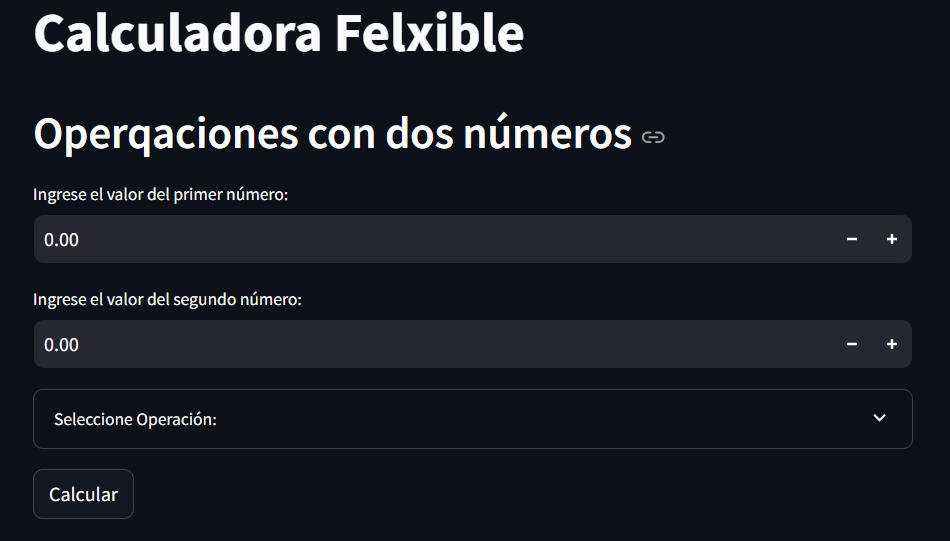 Calculadora Felxible
Operqaciones con dos números
Ingrese el valor del primer número:
0.00
Ingrese el valor del segundo número:
0.00
Seleccione Operación:
Calcular